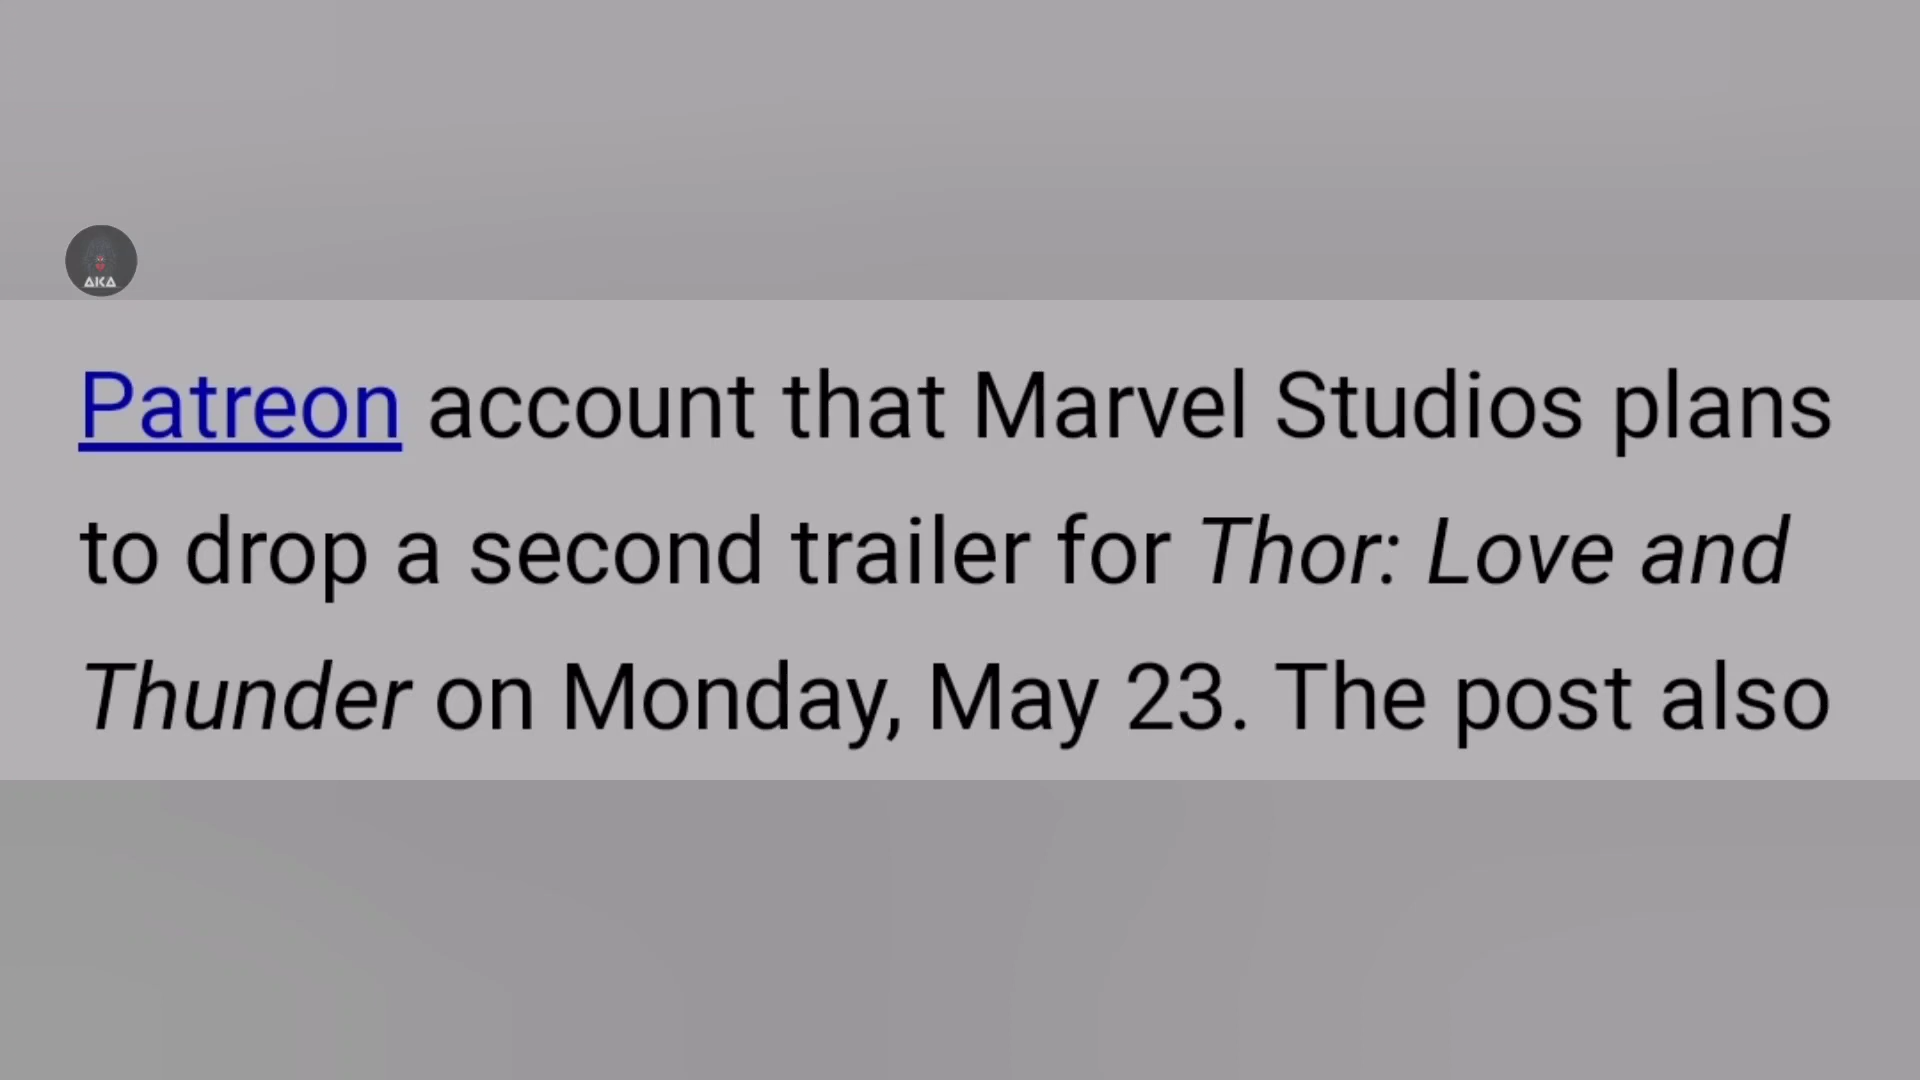 AKA
Patreon account that Marvel Studios plans
to drop a second trailer for Thor: Love and
Thunder on Monday, May 23. The post also